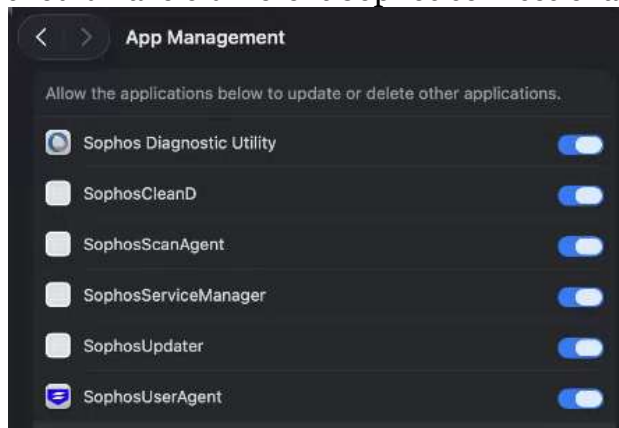 App Management
Allow the applications below to update or delete other applications.
Sophos Diagnostic Utility
SophosCleanD
SophosScanAgent
SophosServiceManager
SophosUpdater
SophosUserAgent